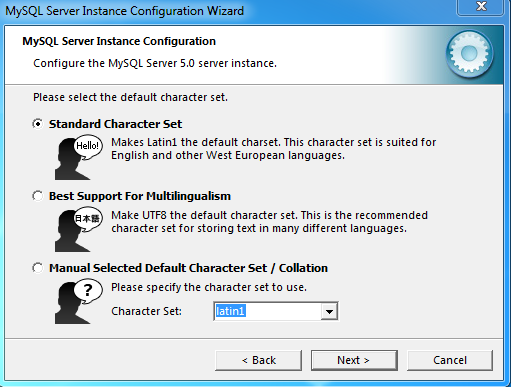 MySQL Server Instance Configuration Wizard
MySQL Server Instance Configuration
Configure the MySQL Server 5.0 server instance.
Please select the default character set.
Standard Character Set
Hello!
Makes Latin1 the default charset. This character set is suited for
English and other West European languages.
Best Support For Multilingualism
日本語
Make UTF8 the default character set. This is the recommended
character set for storing text in many different languages.
Manual Selected Default Character Set / Collation
?
Please specify the character set to use.
Character Set: latin1
< Back Next > Cancel